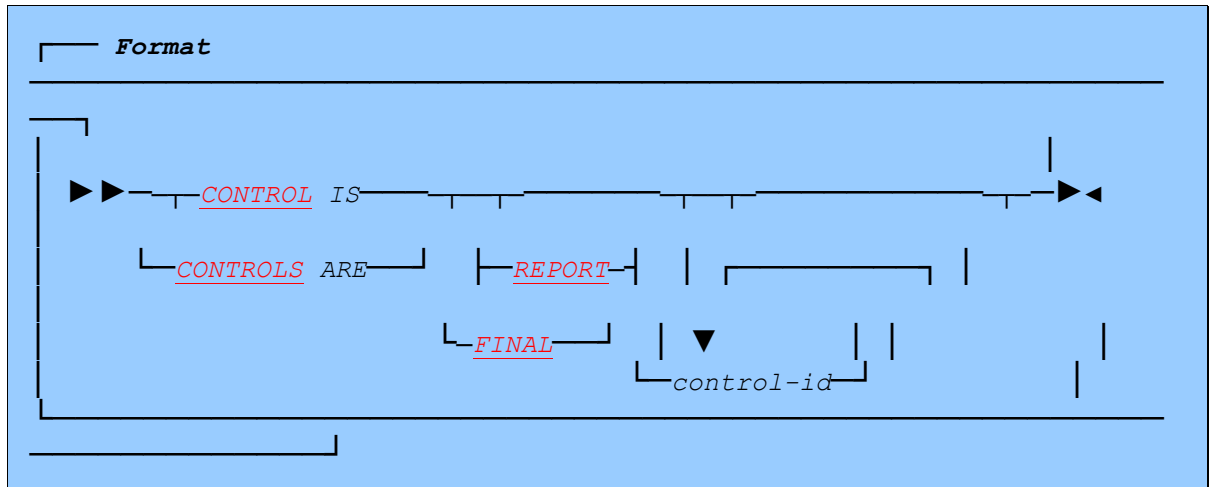 Format
CONTROL IS
CONTROLS ARE REPORT
FINAL
control-id